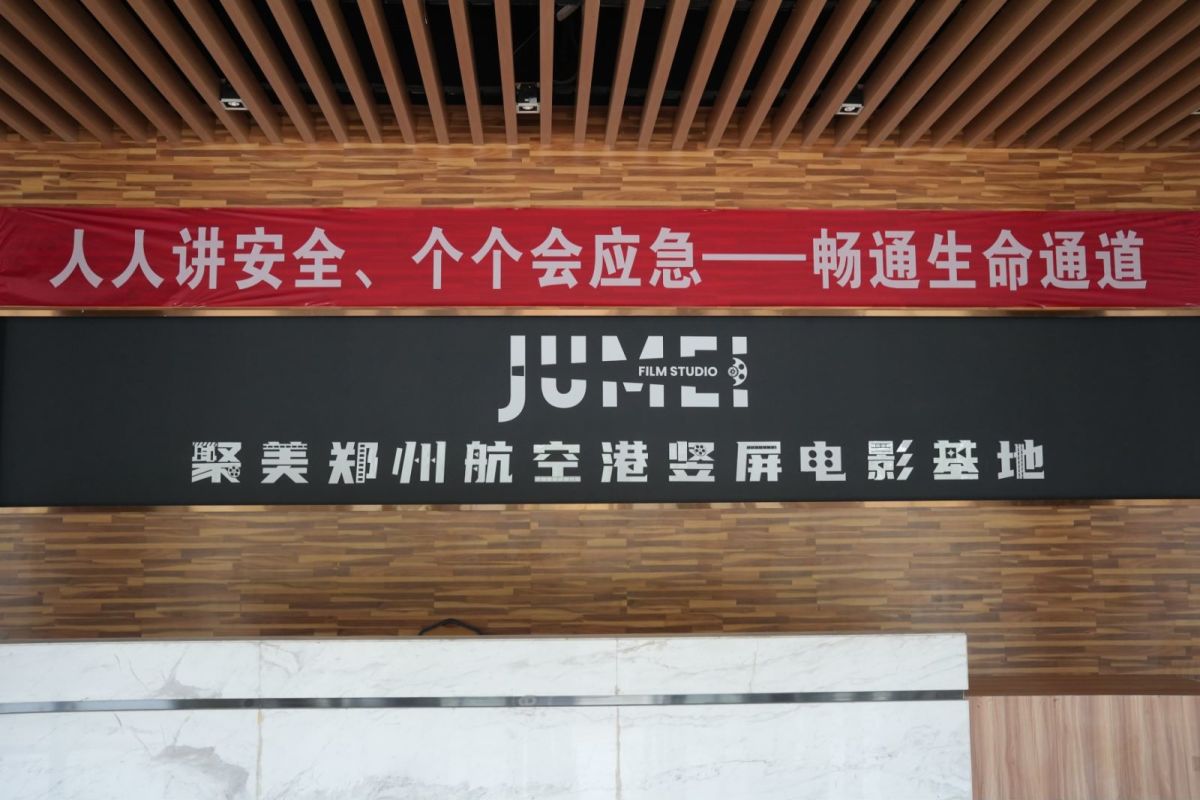 人人讲安全、个个会应急——畅通生命通道
JUMEI
FILM STUDIO
聚美郑州航空港竖屏电影基地